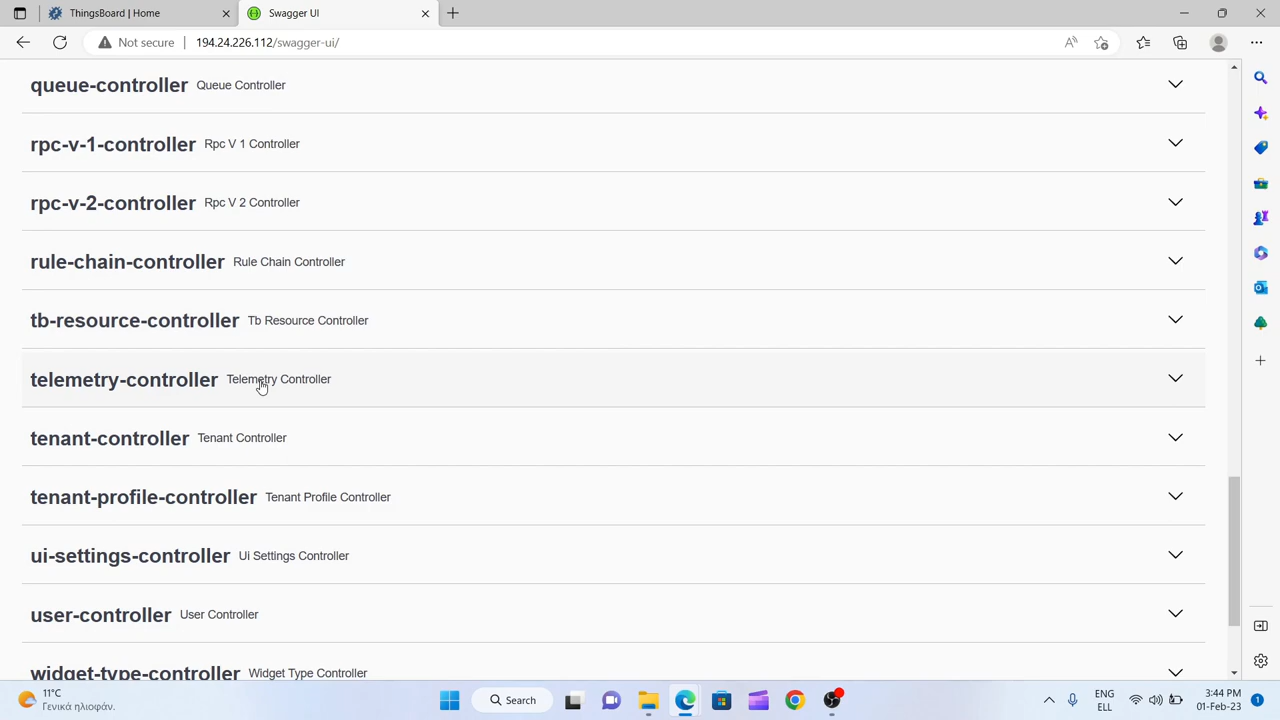 ThingsBoard | Home
Swagger UI
Not secure
194.24.226.112/swagger-ui/
queue-controller Queue Controller
rpc-v-1-controller Rpc V 1 Controller
rpc-v-2-controller Rpc V 2 Controller
rule-chain-controller Rule Chain Controller
tb-resource-controller Tb Resource Controller
telemetry-controller Telemetry Controller
tenant-controller Tenant Controller
tenant-profile-controller Tenant Profile Controller
ui-settings-controller Ui Settings Controller
user-controller User Controller
widget-type-controller Widget Type Controller
11°C
Γενικά ηλιοφάν.
Search
ENG
ΕΛΛ
3:44 PM
01-Feb-23
1